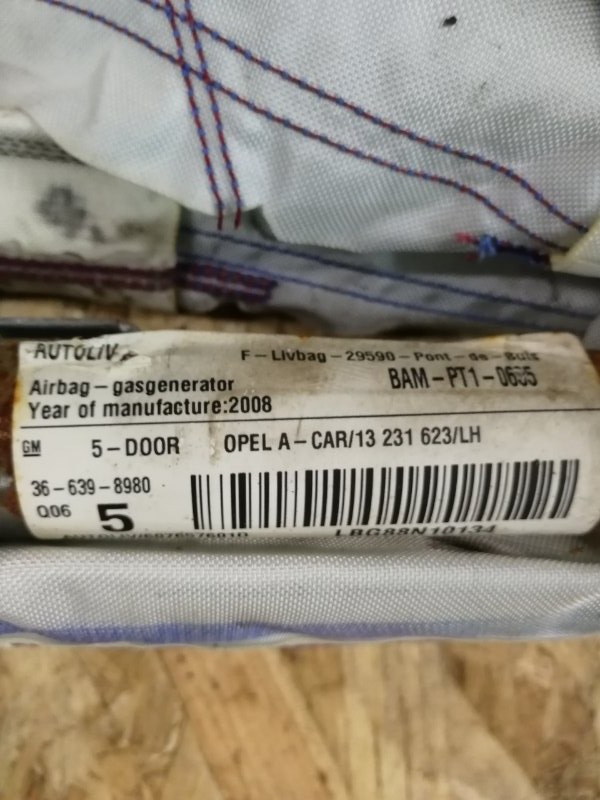 AUTOLIV
F-Livbag-29590-Pont-de-Buis
BAM-PT1-0635
Airbag-gasgenerator
Year of manufacture:2008
GM 5-DOOR OPEL A-CAR/13 231 623/LH
36-639-8980
Q06 5
LBG88N10134